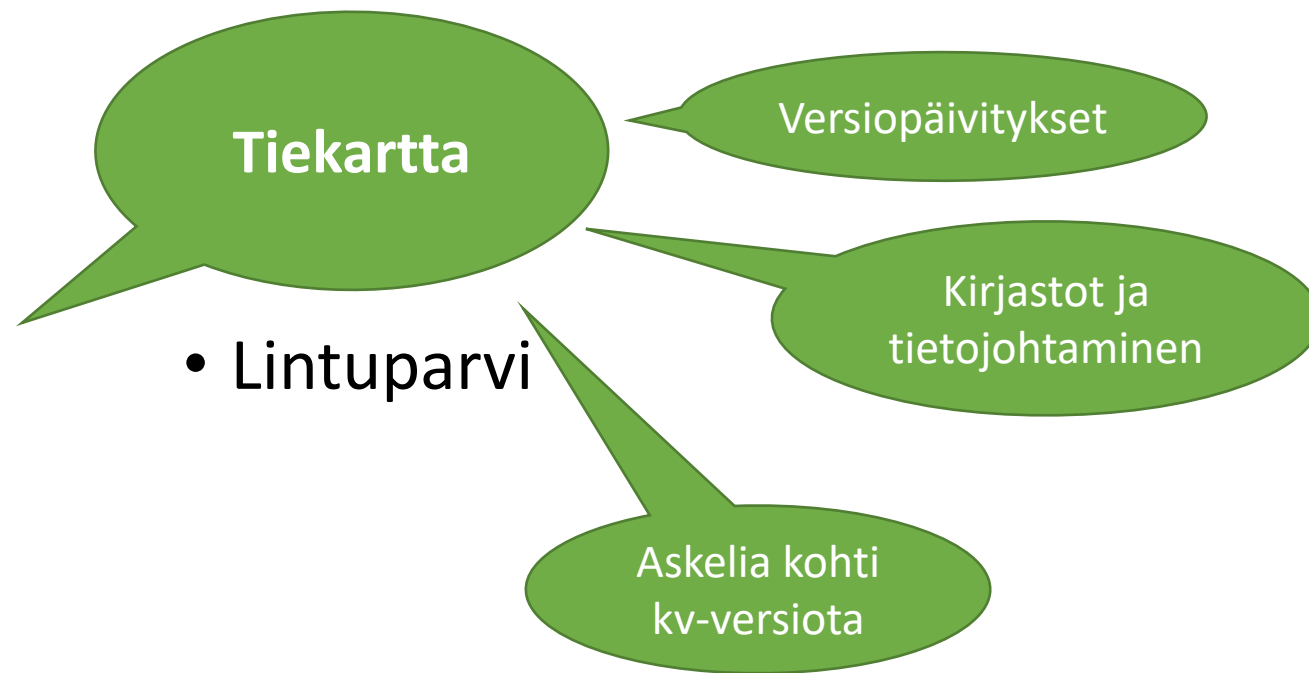 Tiekartta
Versiopäivitykset
Kirjastot ja
tietojohtaminen
• Lintuparvi
Askelia kohti
kv-versiota